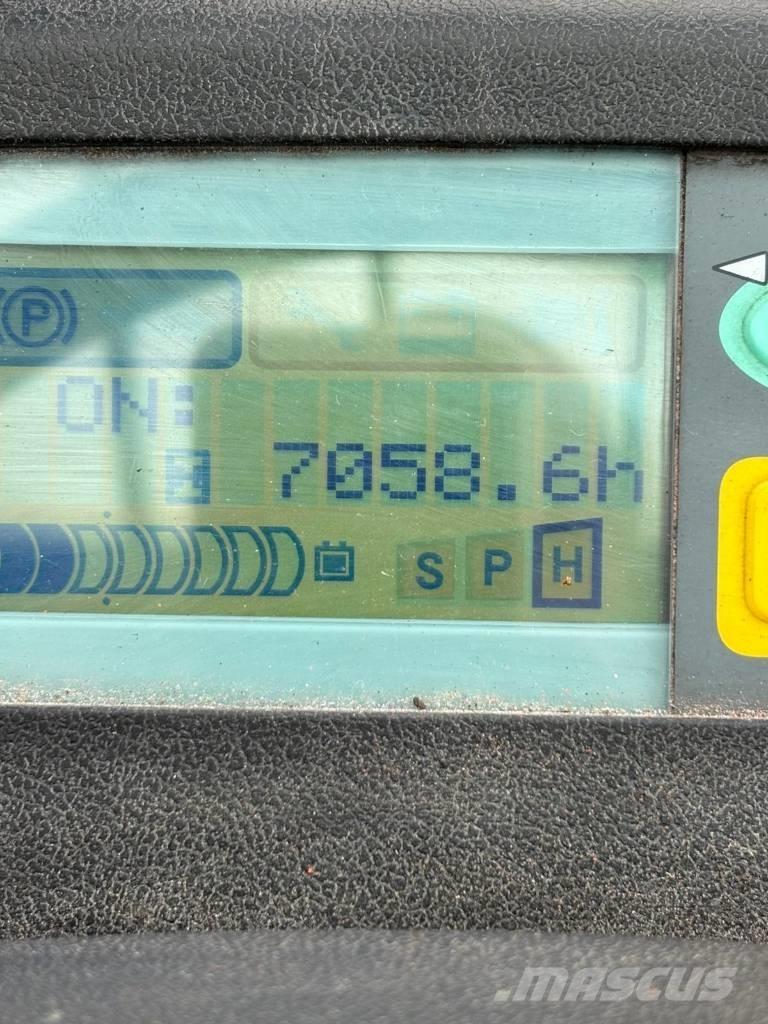 (P)
ON:
H 7058.6h
S P H
MASCUS